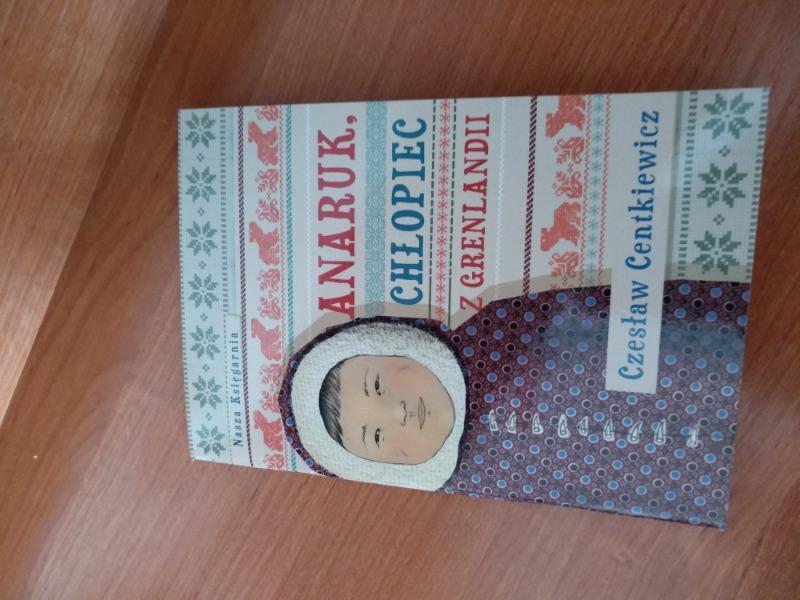 Nasza Księgarnia
ANARUK,
CHŁOPIEC
Z GRENLANDII
Czesław Centkiewicz